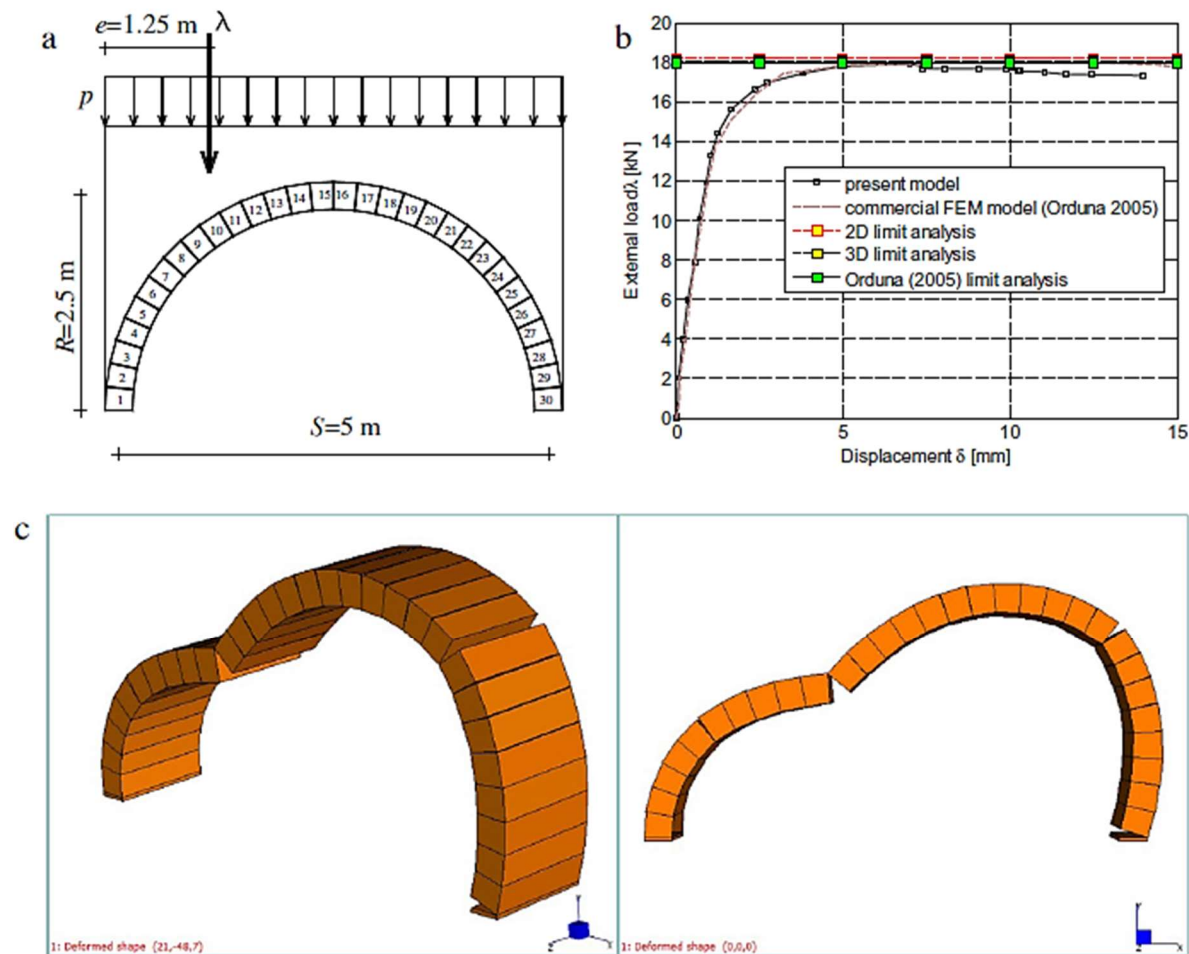 a
e=1.25 m
λ
p
R=2.5 m
1
2
3
4
5
6
7
8
9
10
11
12
13
14
15
16
17
18
19
20
21
22
23
24
25
26
27
28
29
30
S=5 m
b
20
18
16
14
12
10
8
6
4
2
0
External loadλ [kN]
present model
commercial FEM model (Orduna 2005)
2D limit analysis
3D limit analysis
Orduna (2005) limit analysis
0
5
10
15
Displacement δ [mm]
c
1: Deformed shape (21,-48,7)
Y
Z
X
1: Deformed shape (0,0,0)
Y
Z
X